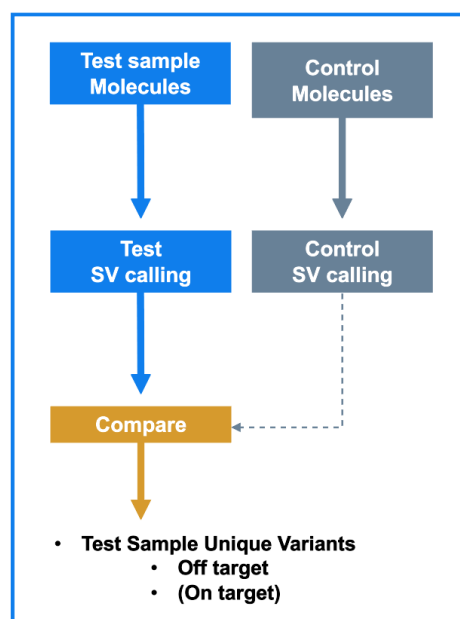 Test sample
Molecules
Control
Molecules
Test
SV calling
Control
SV calling
Compare
• Test Sample Unique Variants
• Off target
• (On target)